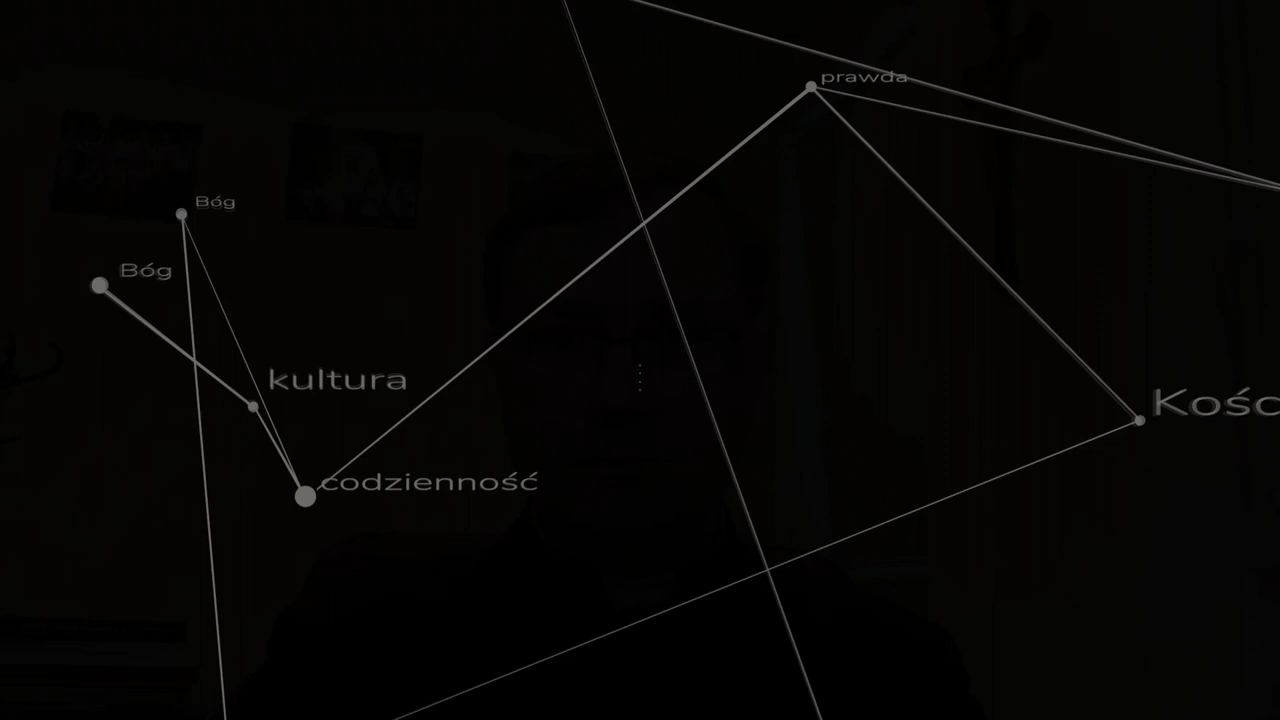 prawda
Bóg
Bóg
kultura
Kośc
codzienność